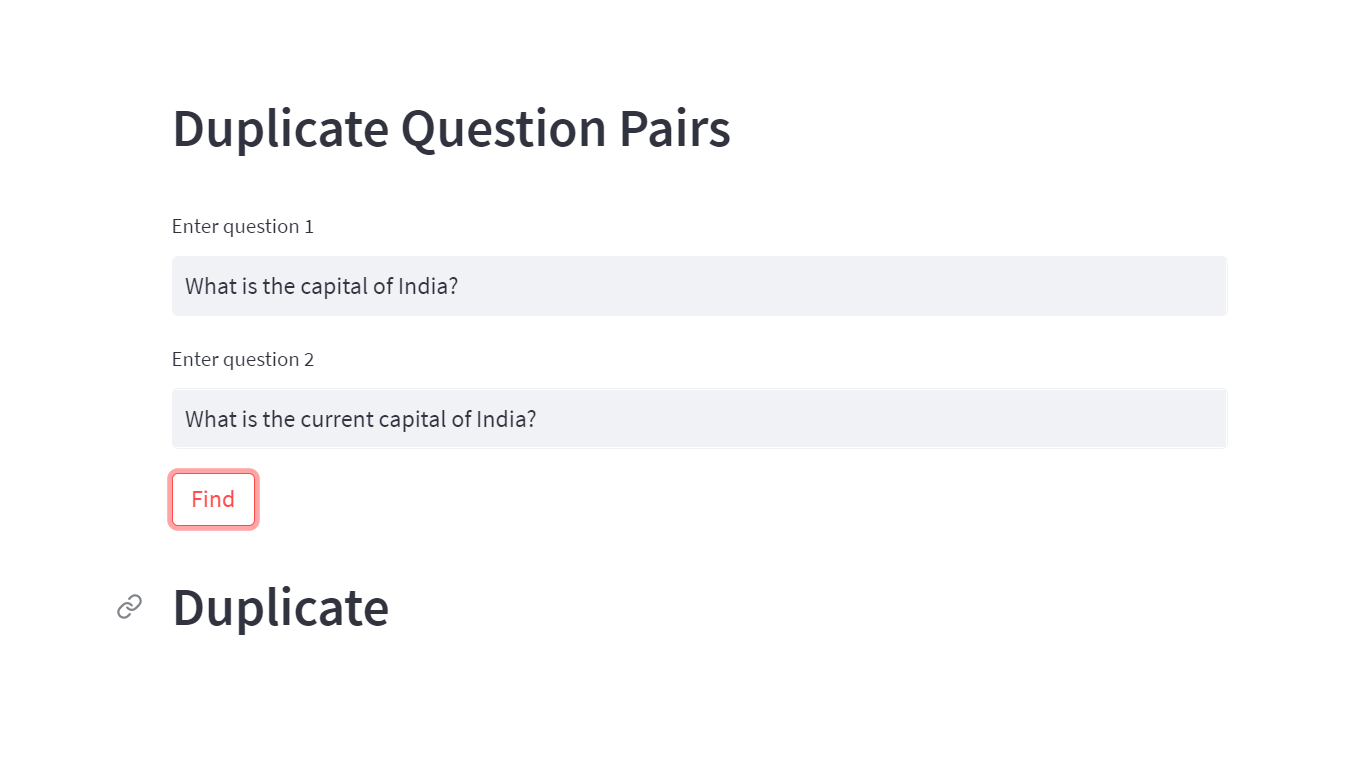 Duplicate Question Pairs
Enter question 1
What is the capital of India?
Enter question 2
What is the current capital of India?
Find
Duplicate